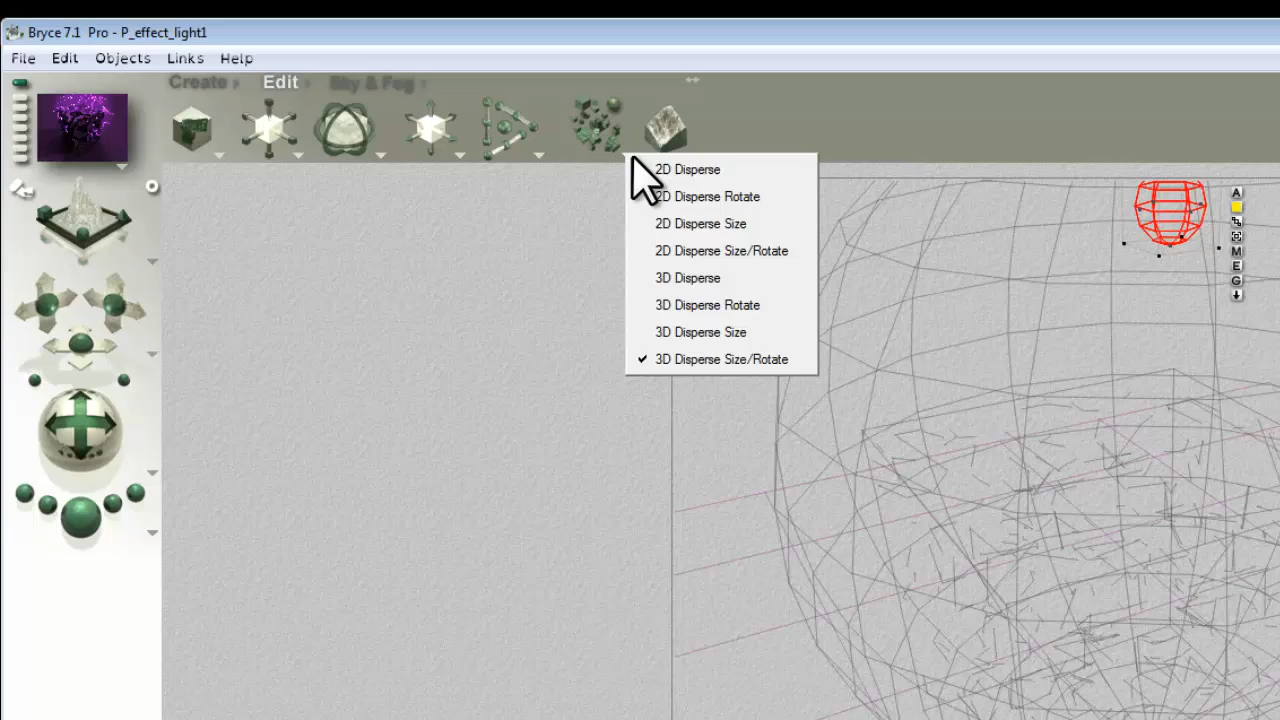 Bryce 7.1 Pro - P_effect_light1
File Edit Objects Links Help
Create Edit Sky & Fog
2D Disperse
2D Disperse Rotate
2D Disperse Size
2D Disperse Size/Rotate
3D Disperse
3D Disperse Rotate
3D Disperse Size
3D Disperse Size/Rotate
A
M
E
G